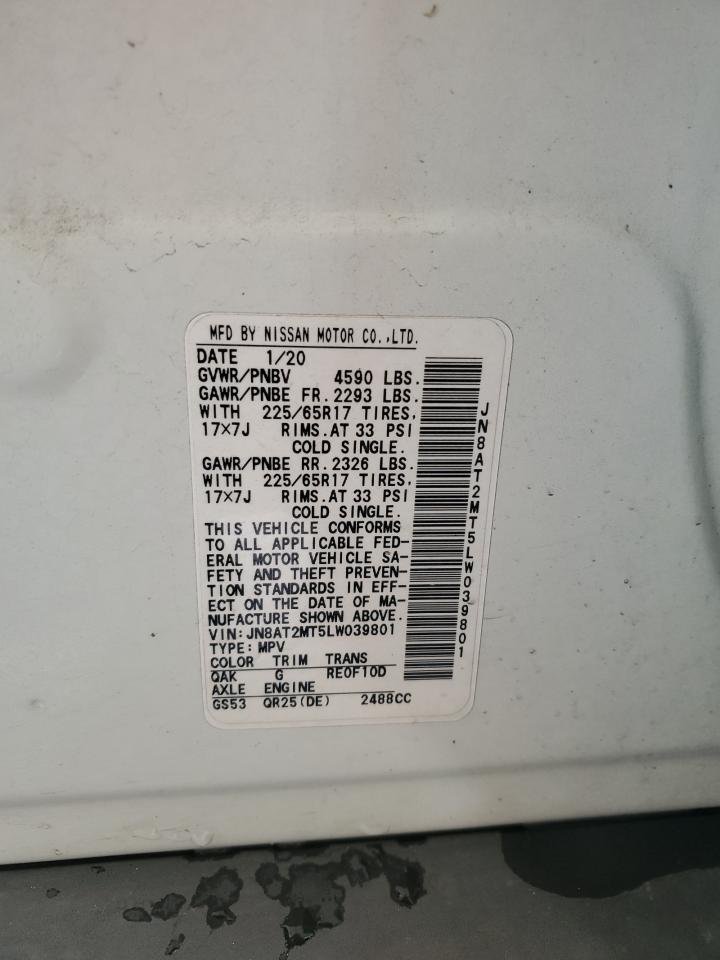 MFD BY NISSAN MOTOR CO.,LTD.
DATE 1/20
GVWR/PNBV 4590 LBS.
GAWR/PNBE FR. 2293 LBS.
WITH 225/65R17 TIRES,
17×7J RIMS. AT 33 PSI
COLD SINGLE.
GAWR/PNBE RR. 2326 LBS.
WITH 225/65R17 TIRES,
17×7J RIMS. AT 33 PSI
COLD SINGLE.
THIS VEHICLE CONFORMS
TO ALL APPLICABLE FED-
ERAL MOTOR VEHICLE SA-
FETY AND THEFT PREVEN-
TION STANDARDS IN EFF-
ECT ON THE DATE OF MA-
NUFACTURE SHOWN ABOVE.
VIN: JN8AT2MT5LW039801
TYPE: MPV
COLOR TRIM TRANS
QAK G RE0F10D
AXLE ENGINE
GS53 QR25(DE) 2488CC
JN8AT2MT5LW039801